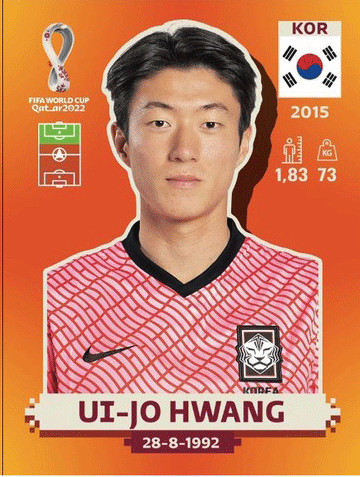 KOR
FIFA WORLD CUP
Qatar2022
2015
KG
1,83 73
KOREA
UI-JO HWANG
28-8-1992